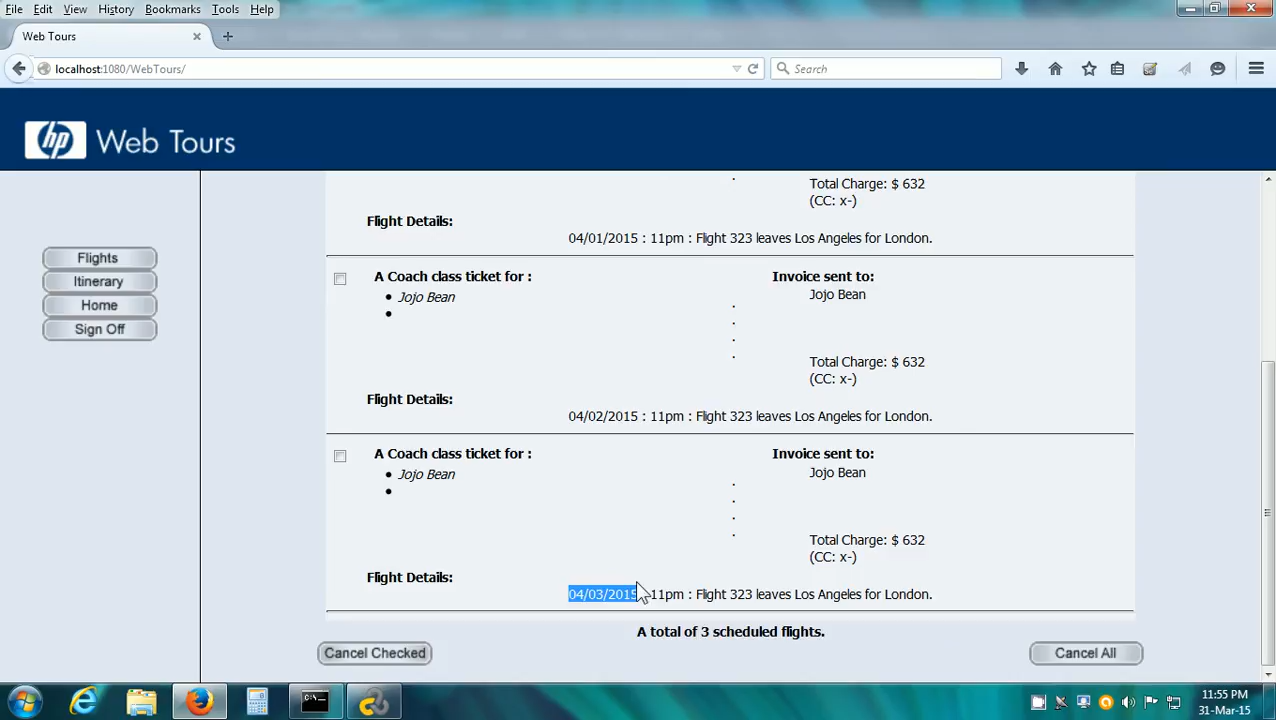 File Edit View History Bookmarks Tools Help
Web Tours
localhost:1080/WebTours/
Search
hp Web Tours
Flights
Itinerary
Home
Sign Off
Total Charge: $ 632
(CC: x-)
Flight Details:
04/01/2015 : 11pm : Flight 323 leaves Los Angeles for London.
A Coach class ticket for : Invoice sent to:
Jojo Bean Jojo Bean
.
.
.
.
Total Charge: $ 632
(CC: x-)
Flight Details:
04/02/2015 : 11pm : Flight 323 leaves Los Angeles for London.
A Coach class ticket for : Invoice sent to:
Jojo Bean Jojo Bean
.
.
.
.
Total Charge: $ 632
(CC: x-)
Flight Details:
04/03/2015 : 11pm : Flight 323 leaves Los Angeles for London.
A total of 3 scheduled flights.
Cancel Checked Cancel All
11:55 PM
31-Mar-15